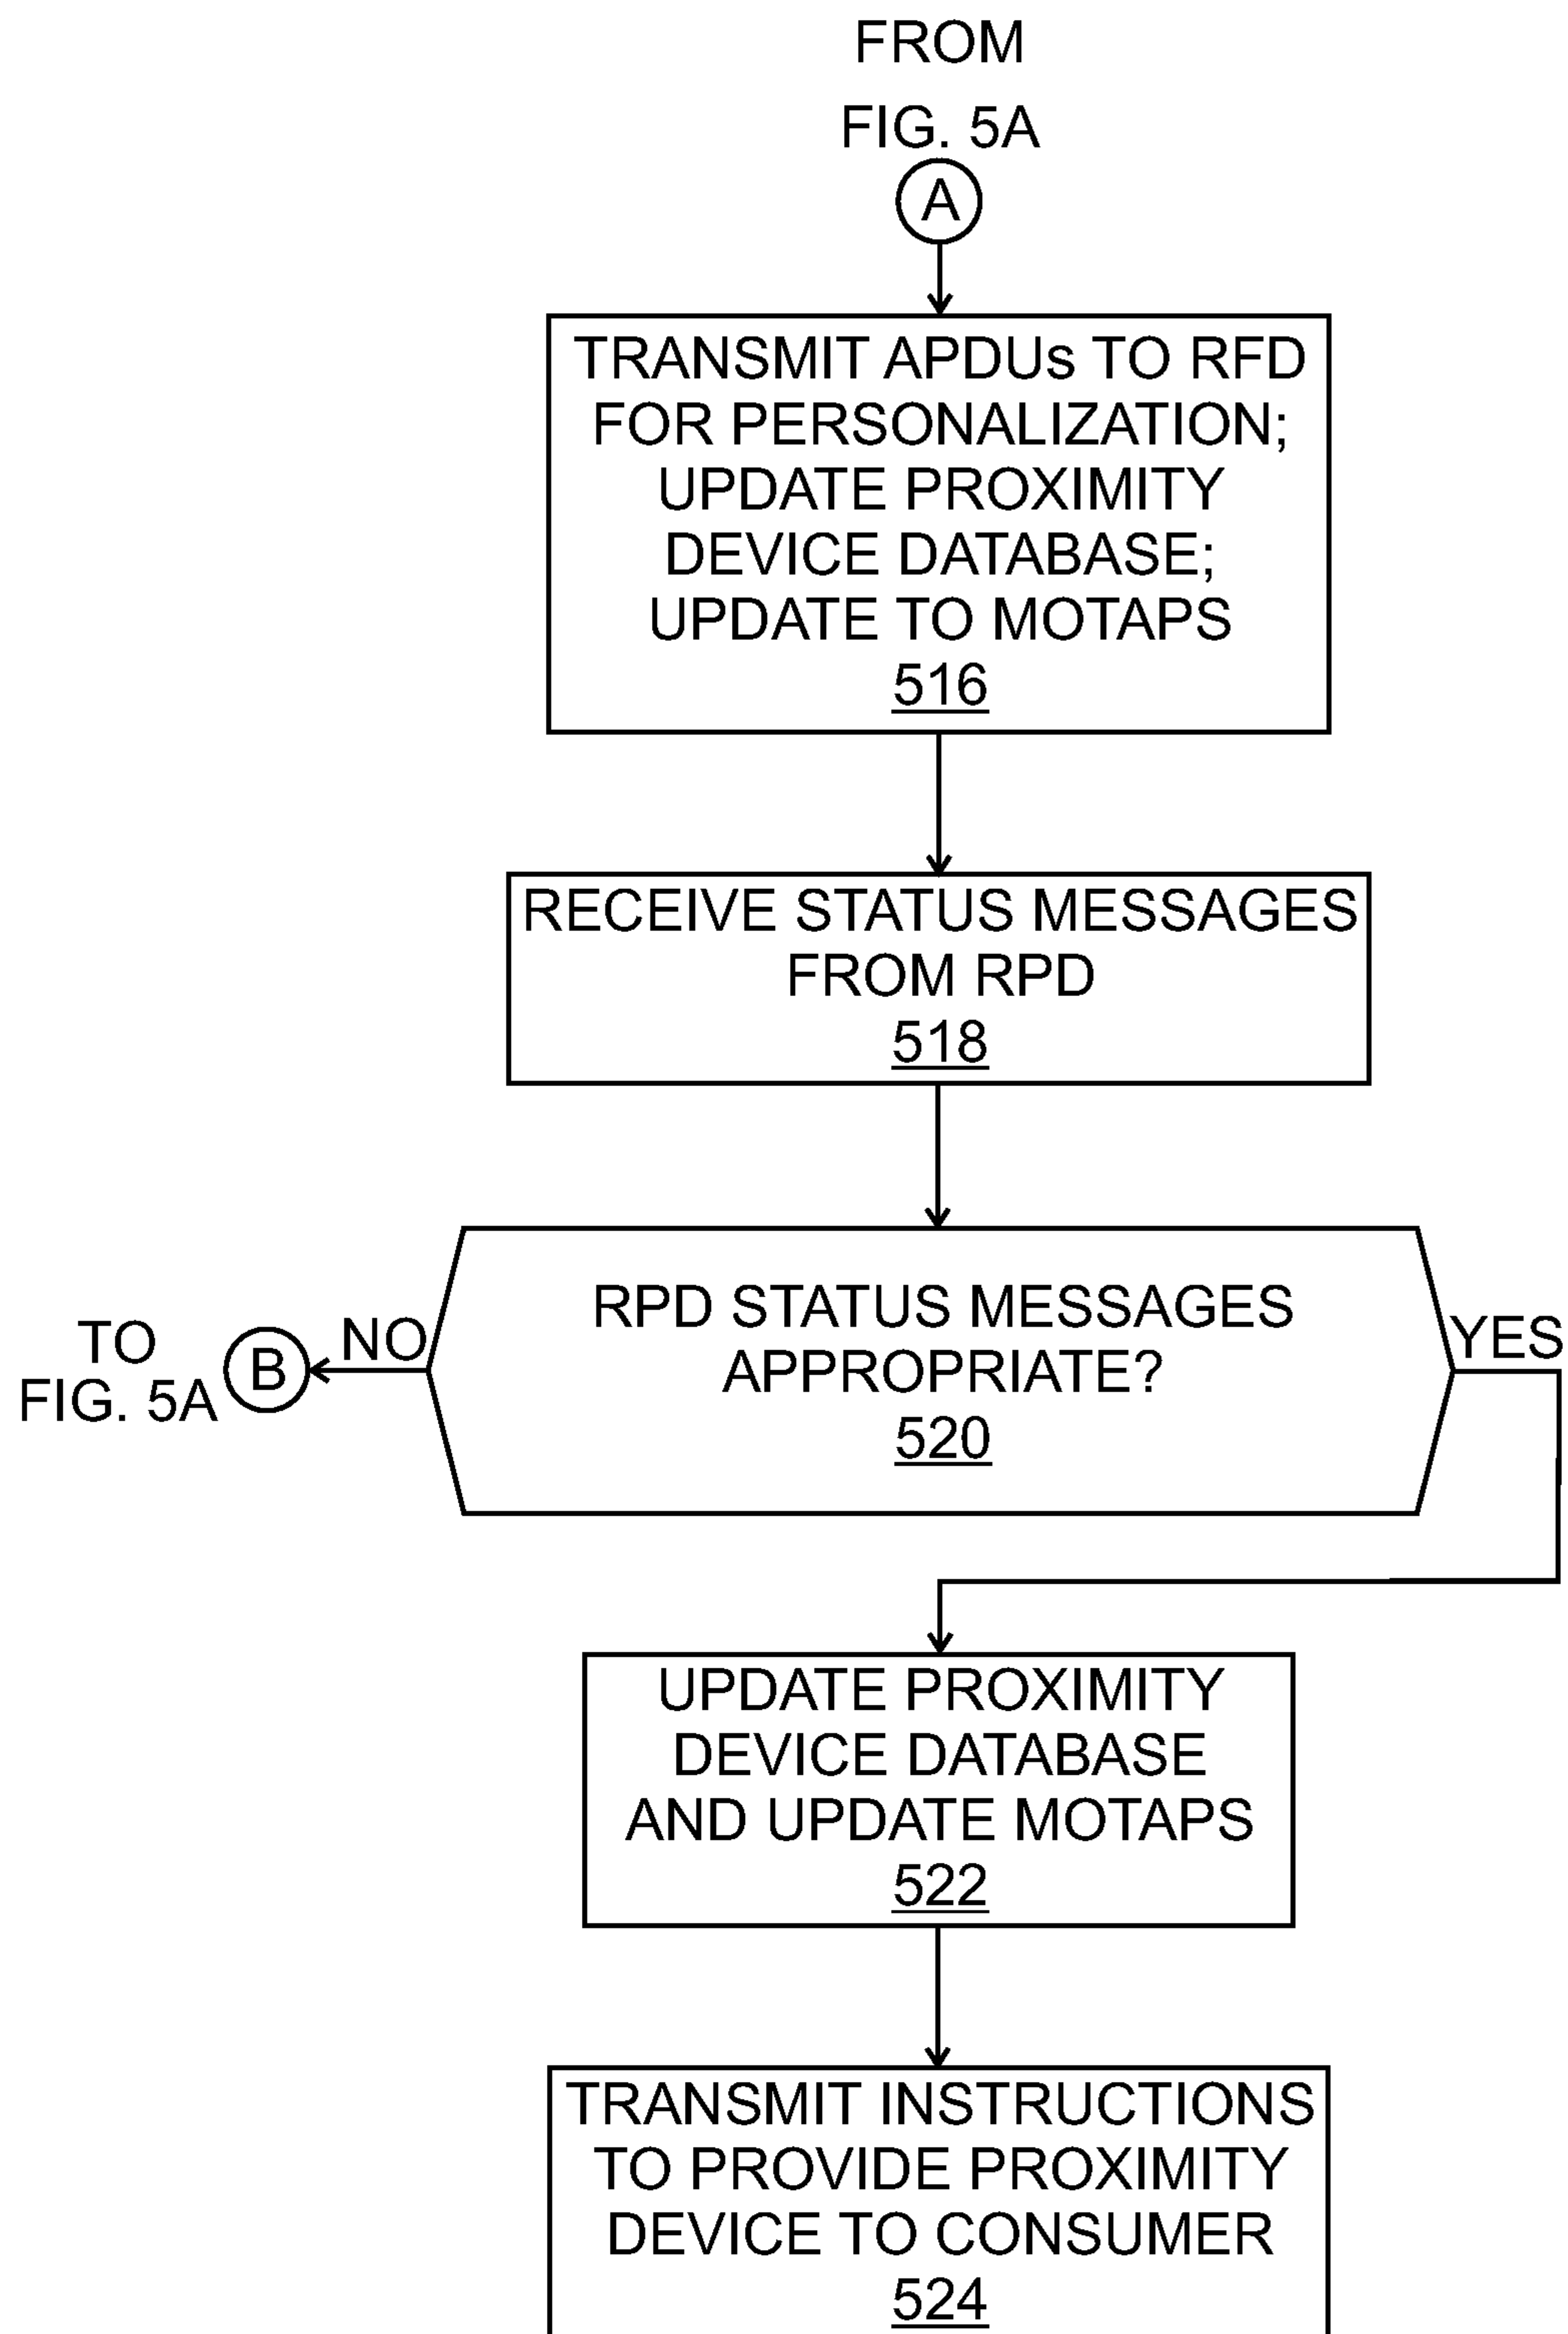 FROM
FIG. 5A
A
TRANSMIT APDUs TO RFD
FOR PERSONALIZATION;
UPDATE PROXIMITY
DEVICE DATABASE;
UPDATE TO MOTAPS
516
RECEIVE STATUS MESSAGES
FROM RPD
518
RPD STATUS MESSAGES
APPROPRIATE?
520
NO
B
TO
FIG. 5A
YES
UPDATE PROXIMITY
DEVICE DATABASE
AND UPDATE MOTAPS
522
TRANSMIT INSTRUCTIONS
TO PROVIDE PROXIMITY
DEVICE TO CONSUMER
524